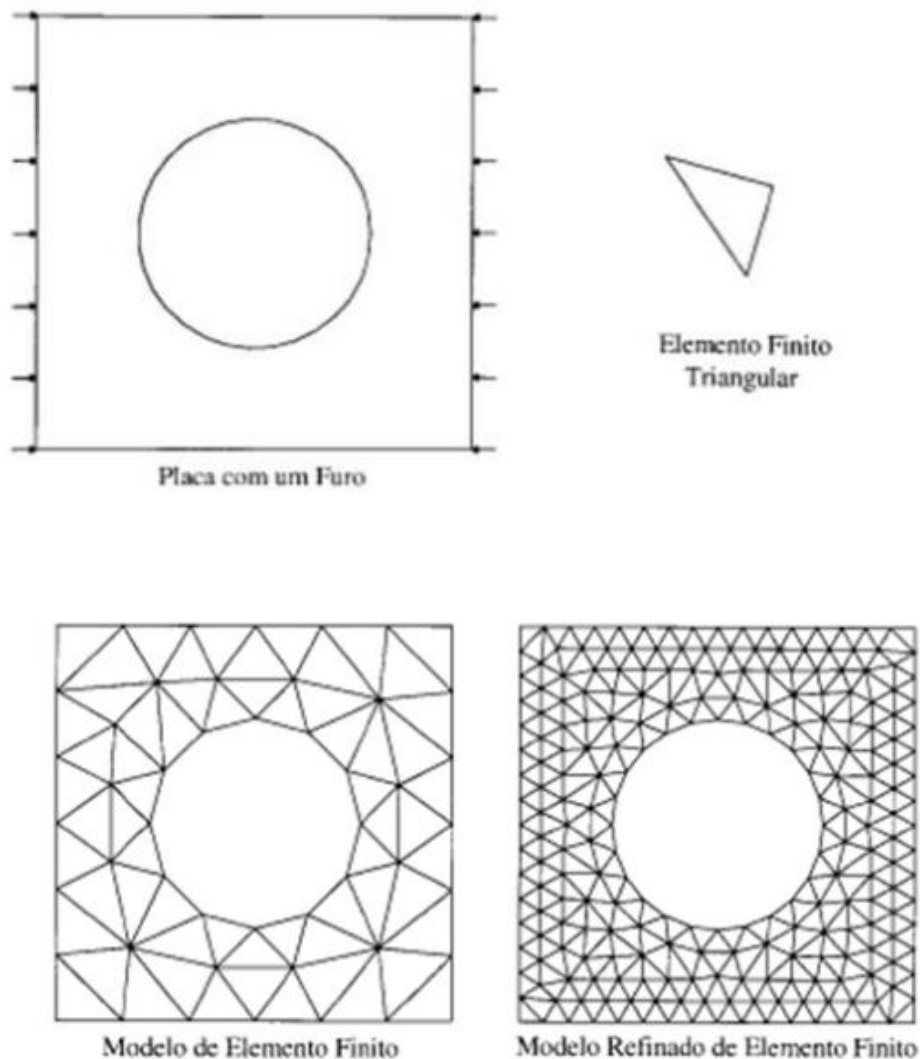 Elemento Finito
Triangular
Placa com um Furo
Modelo de Elemento Finito
Modelo Refinado de Elemento Finito